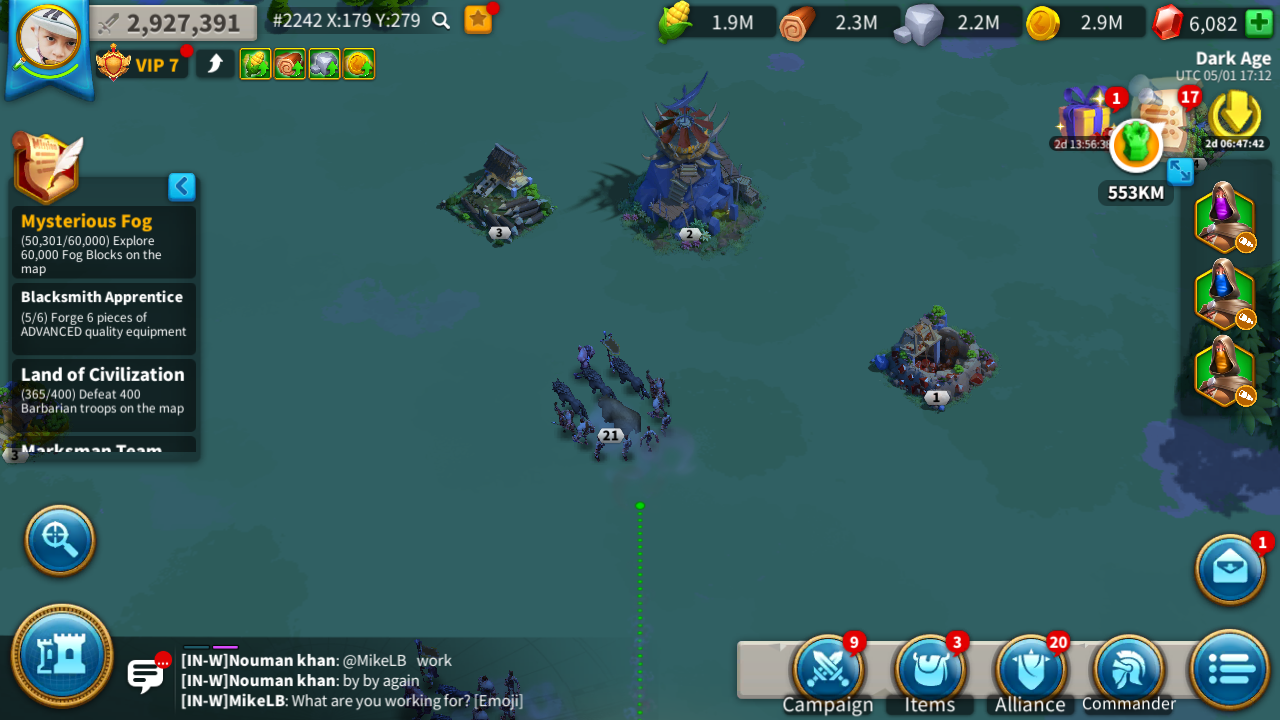 2,927,391
#2242 X:179 Y:279
1.9M
2.3M
2.2M
2.9M
6,082
VIP 7
Dark Age
UTC 05/01 17:12
1
17
2d 13:56:38
2d 06:47:42
553KM
Mysterious Fog
(50,301/60,000) Explore
60,000 Fog Blocks on the
map
Blacksmith Apprentice
(5/6) Forge 6 pieces of
ADVANCED quality equipment
Land of Civilization
(365/400) Defeat 400
Barbarian troops on the map
Marksman Team
3
3
2
1
21
1
[IN-W]Nouman khan: @MikeLB work
[IN-W]Nouman khan: by by again
[IN-W]MikeLB: What are you working for? [Emoji]
9
3
20
Campaign
Items
Alliance
Commander